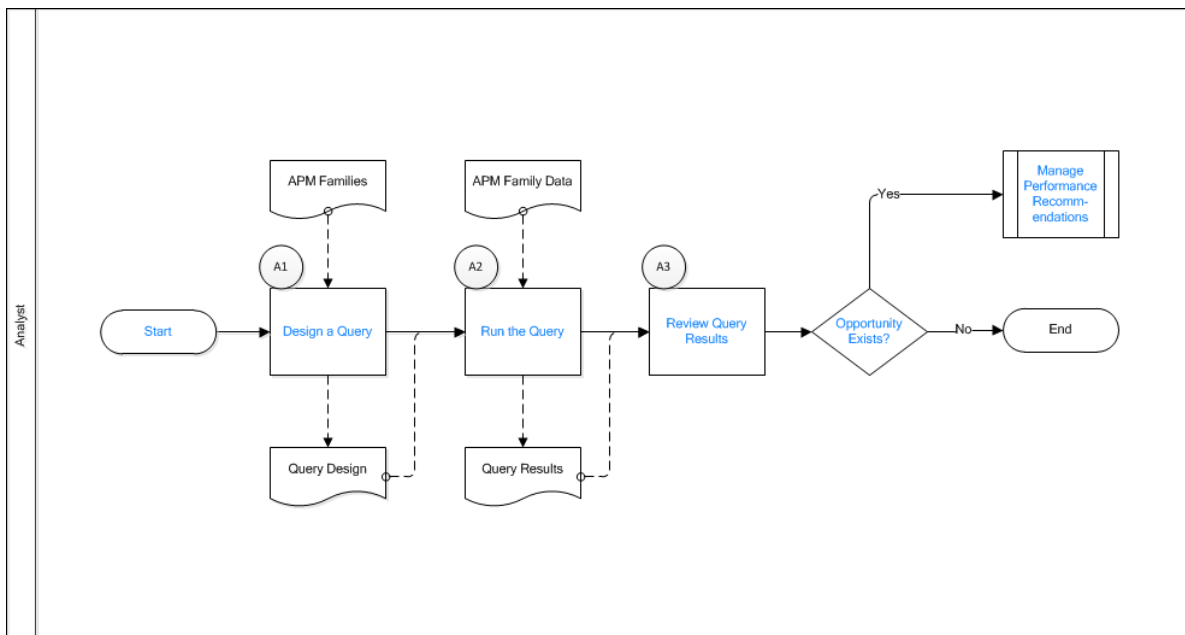 Analyst
APM Families
APM Family Data
Manage
Performance
Recomm-
endations
Yes
A1
A2
A3
Start
Design a Query
Run the Query
Review Query
Results
Opportunity
Exists?
No
End
Query Design
Query Results